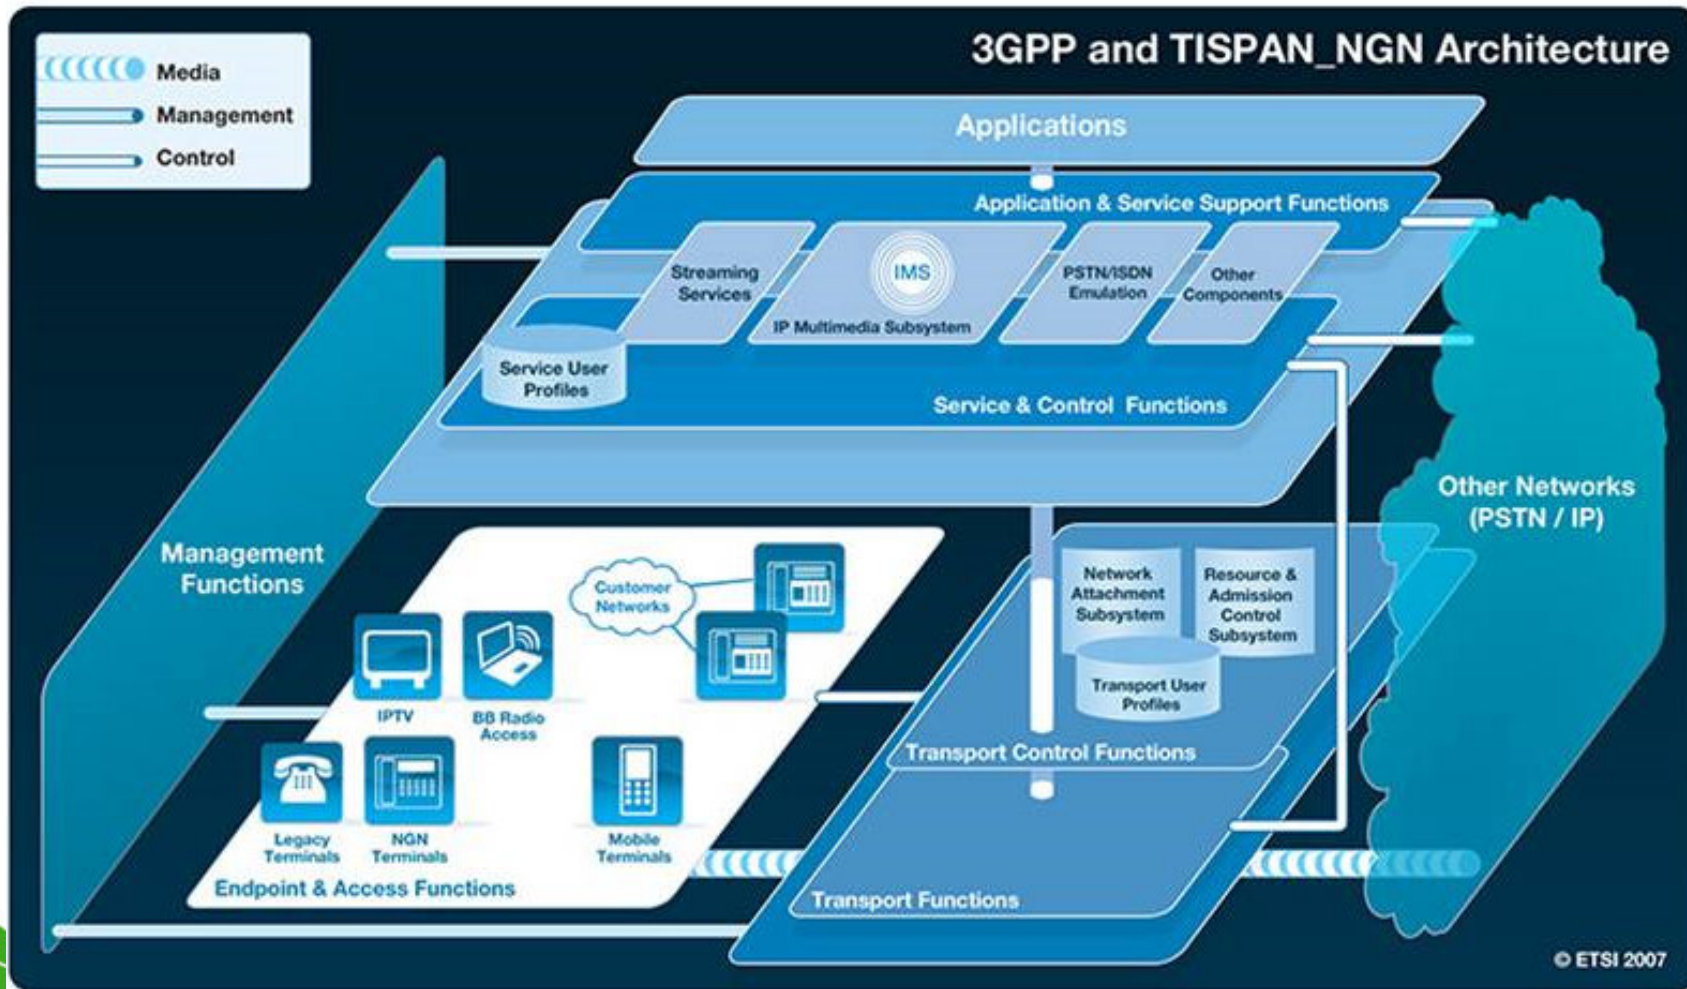 3GPP and TISPAN_NGN Architecture
Media
Management
Control
Applications
Application & Service Support Functions
Streaming
Services
IMS
IP Multimedia Subsystem
PSTN/ISDN
Emulation
Other
Components
Service User
Profiles
Service & Control Functions
Management
Functions
Other Networks
(PSTN / IP)
Customer
Networks
IPTV
BB Radio
Access
Legacy
Terminals
NGN
Terminals
Mobile
Terminals
Endpoint & Access Functions
Network
Attachment
Subsystem
Resource &
Admission
Control
Subsystem
Transport User
Profiles
Transport Control Functions
Transport Functions
© ETSI 2007